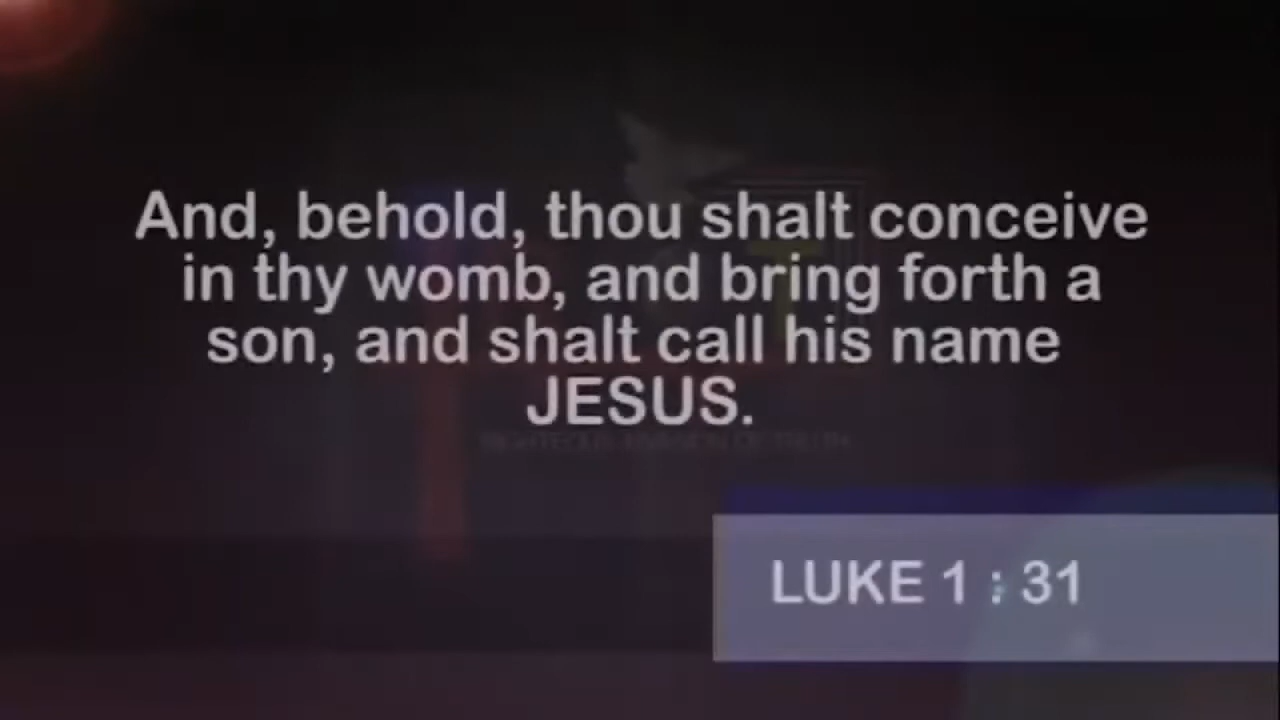 And, behold, thou shalt conceive
in thy womb, and bring forth a
son, and shalt call his name
JESUS.
LUKE 1 : 31